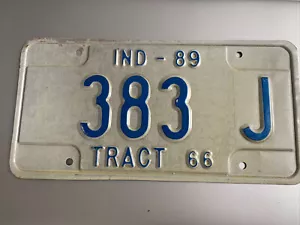 IND - 89
383 J
TRACT 66